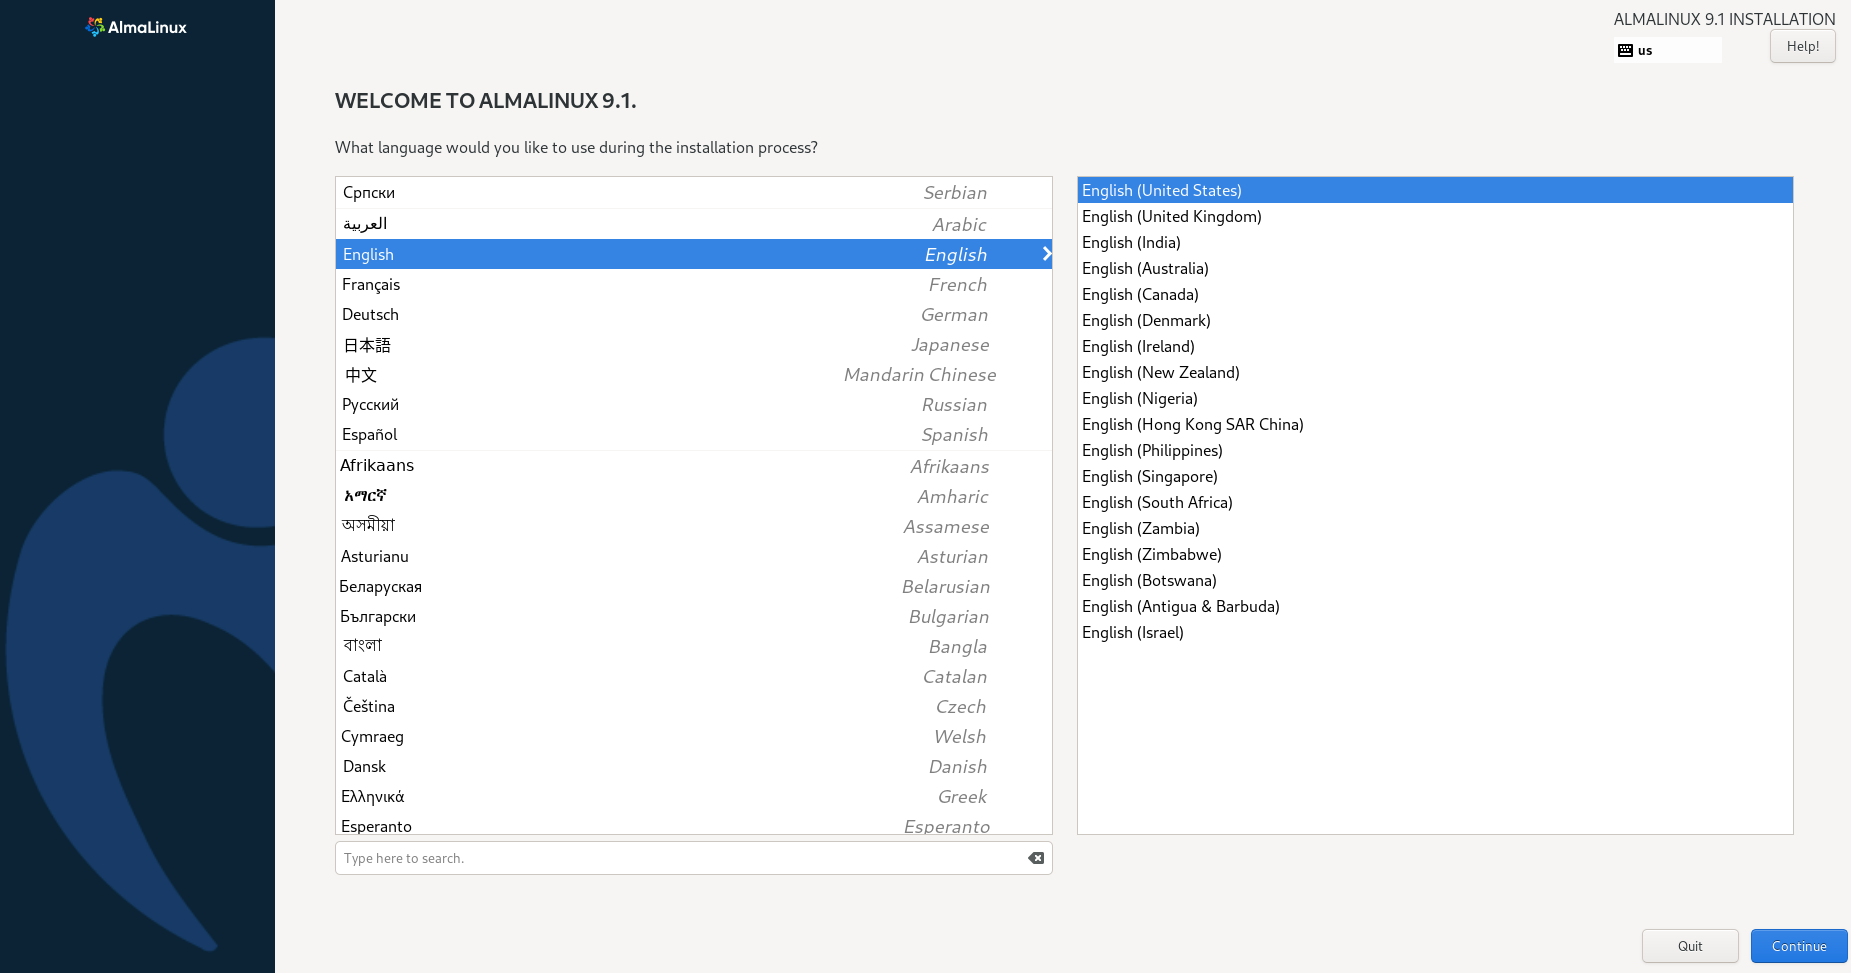 AlmaLinux
ALMALINUX 9.1 INSTALLATION
us
Help!
WELCOME TO ALMALINUX 9.1.
What language would you like to use during the installation process?
Српски Serbian
العربية Arabic
English English
Français French
Deutsch German
日本語 Japanese
中文 Mandarin Chinese
Русский Russian
Español Spanish
Afrikaans Afrikaans
አማርኛ Amharic
অসমীয়া Assamese
Asturianu Asturian
Беларуская Belarusian
Български Bulgarian
বাংলা Bangla
Català Catalan
Čeština Czech
Cymraeg Welsh
Dansk Danish
Ελληνικά Greek
Esperanto Esperanto
Type here to search.
English (United States)
English (United Kingdom)
English (India)
English (Australia)
English (Canada)
English (Denmark)
English (Ireland)
English (New Zealand)
English (Nigeria)
English (Hong Kong SAR China)
English (Philippines)
English (Singapore)
English (South Africa)
English (Zambia)
English (Zimbabwe)
English (Botswana)
English (Antigua & Barbuda)
English (Israel)
Quit
Continue